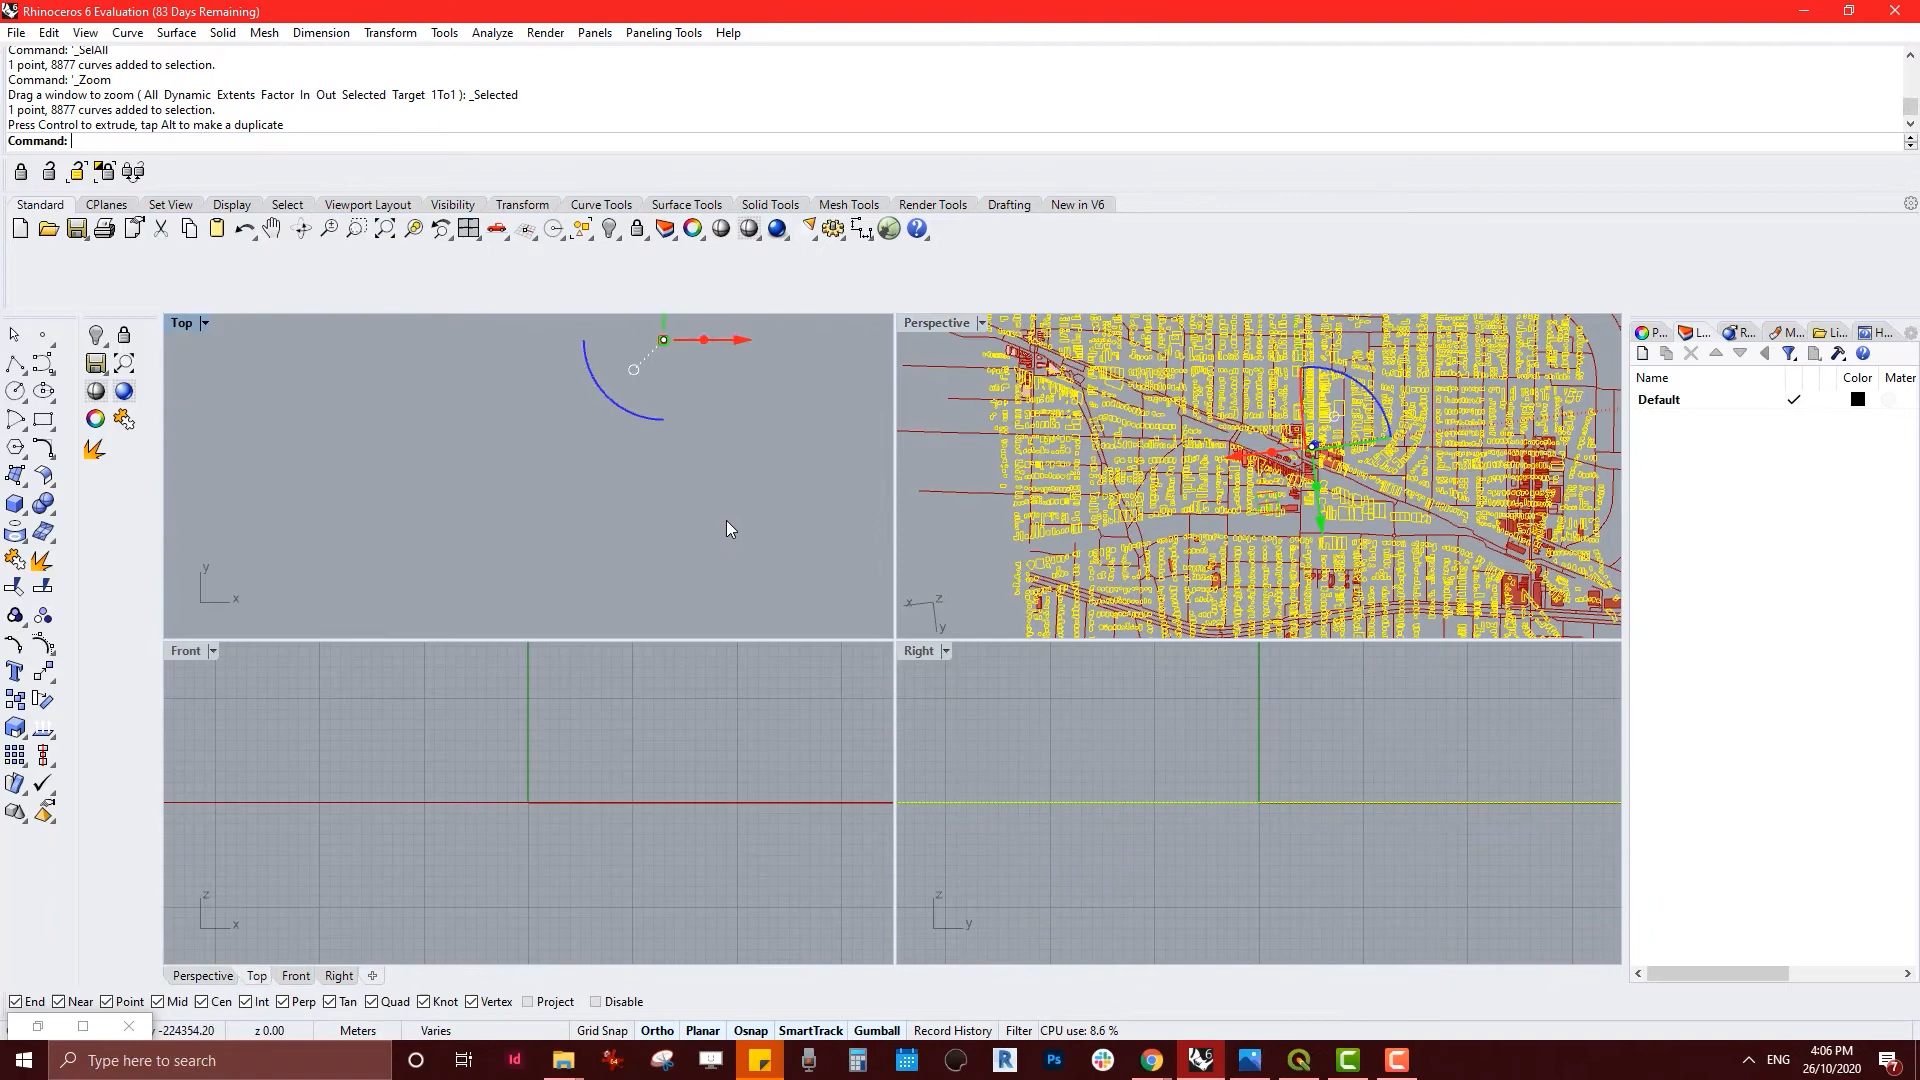 Rhinoceros 6 Evaluation (83 Days Remaining)
File Edit View Curve Surface Solid Mesh Dimension Transform Tools Analyze Render Panels Paneling Tools Help
Command: '_SelAll
1 point, 8877 curves added to selection.
Command: '_Zoom
Drag a window to zoom ( All Dynamic Extents Factor In Out Selected Target 1To1 ): _Selected
1 point, 8877 curves added to selection.
Press Control to extrude, tap Alt to make a duplicate
Command:
Standard CPlanes Set View Display Select Viewport Layout Visibility Transform Curve Tools Surface Tools Solid Tools Mesh Tools Render Tools Drafting New in V6
Top Perspective
P... L... R... M... Li... H...
Name Color Mater
Default
y x
x z y
Front Right
z x
z y
Perspective Top Front Right
End Near Point Mid Cen Int Perp Tan Quad Knot Vertex Project Disable
y -224354.20 z 0.00 Meters Varies Grid Snap Ortho Planar Osnap SmartTrack Gumball Record History Filter CPU use: 8.6 %
Type here to search
Id R Ps 6 C C
ENG
4:06 PM
26/10/2020
7